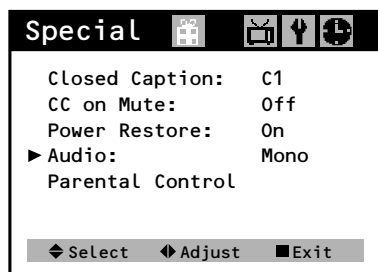 Special
Closed Caption: C1
CC on Mute: Off
Power Restore: On
Audio: Mono
Parental Control
Select Adjust Exit